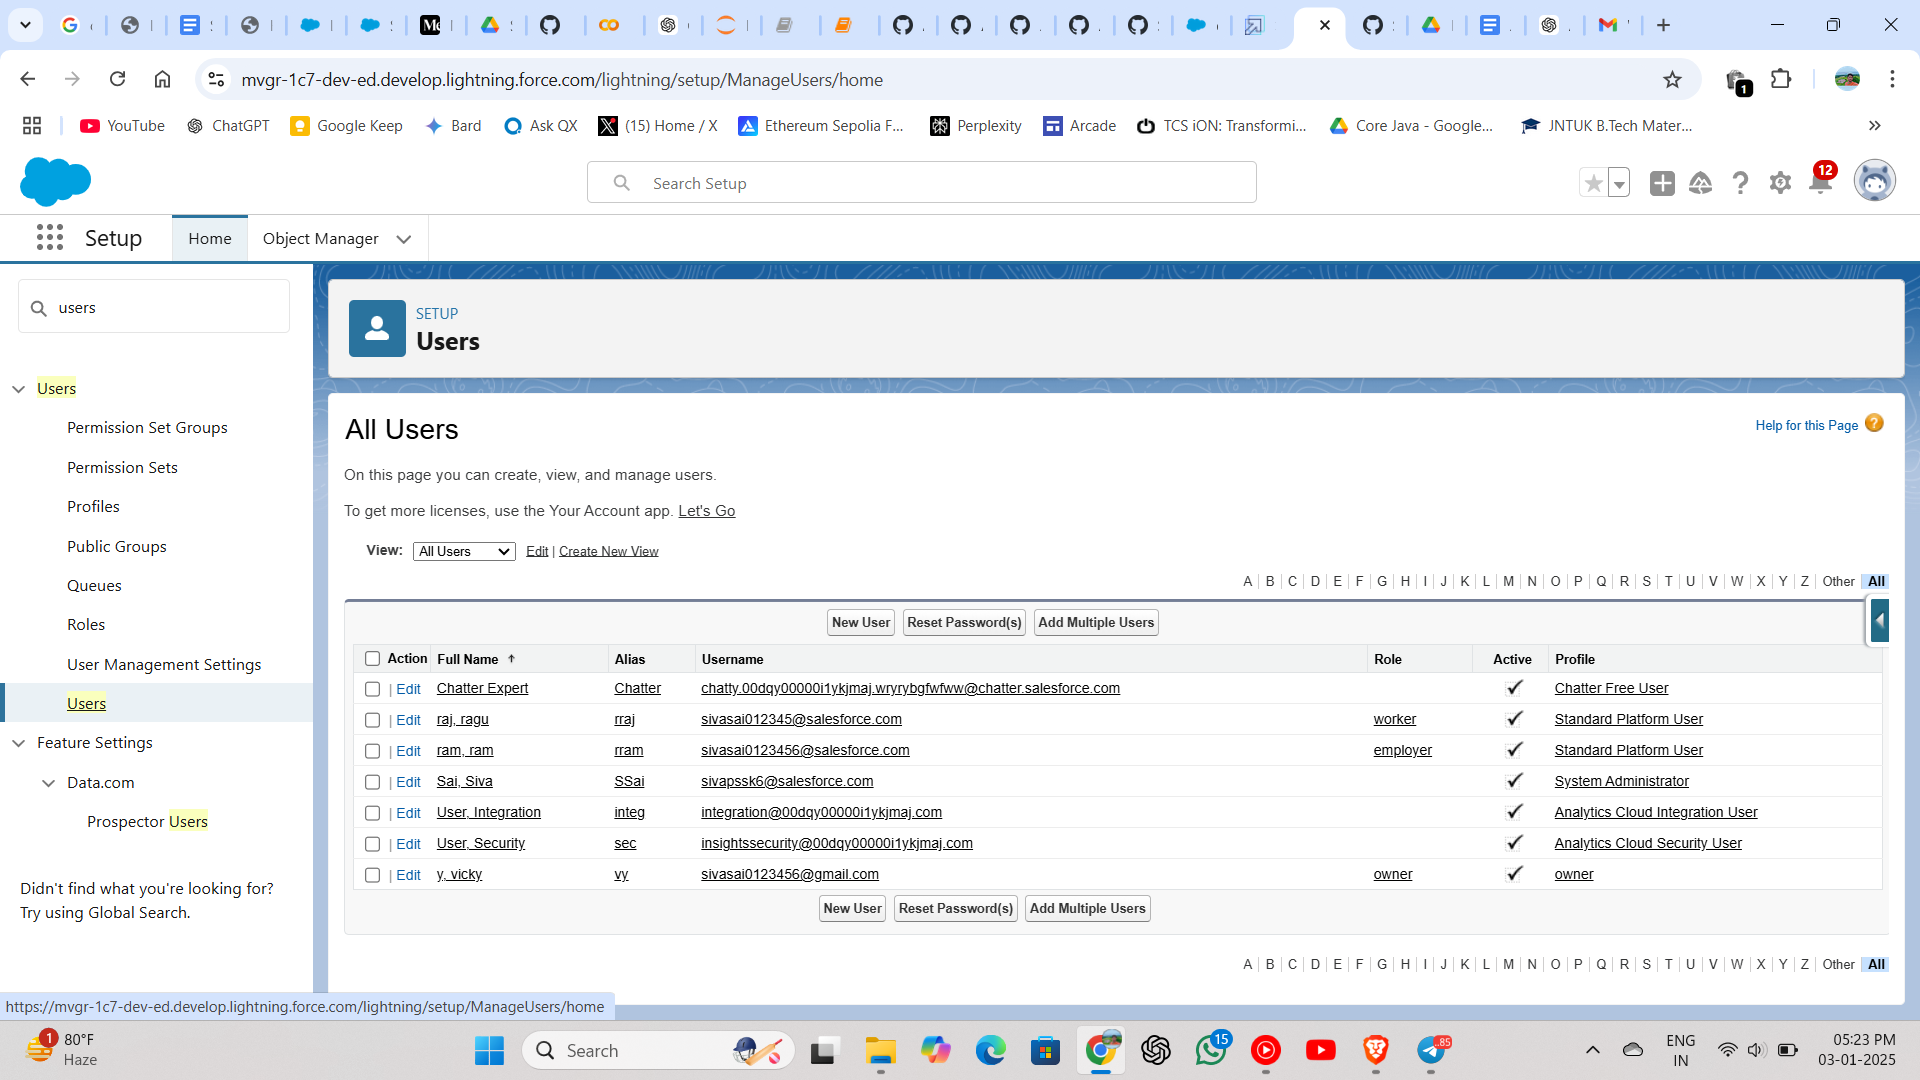 mvgr-1c7-dev-ed.develop.lightning.force.com/lightning/setup/ManageUsers/home
1
YouTube
ChatGPT
Google Keep
Bard
Ask QX
(15) Home / X
Ethereum Sepolia F...
Perplexity
Arcade
TCS iON: Transformi...
Core Java - Google...
JNTUK B.Tech Mater...
Search Setup
12
Setup
Home
Object Manager
users
Users
Permission Set Groups
Permission Sets
Profiles
Public Groups
Queues
Roles
User Management Settings
Users
Feature Settings
Data.com
Prospector Users
Didn't find what you're looking for?
Try using Global Search.
SETUP
Users
All Users
Help for this Page
On this page you can create, view, and manage users.
To get more licenses, use the Your Account app. Let's Go
View: All Users Edit | Create New View
A | B | C | D | E | F | G | H | I | J | K | L | M | N | O | P | Q | R | S | T | U | V | W | X | Y | Z | Other | All
New User Reset Password(s) Add Multiple Users
Action Full Name ↑ Alias Username Role Active Profile
| Edit Chatter Expert Chatter chatty.00dqy00000i1ykjmaj.wryrybgfwfww@chatter.salesforce.com Chatter Free User
| Edit raj, ragu rraj sivasai012345@salesforce.com worker Standard Platform User
| Edit ram, ram rram sivasai0123456@salesforce.com employer Standard Platform User
| Edit Sai, Siva SSai sivapssk6@salesforce.com System Administrator
| Edit User, Integration integ integration@00dqy00000i1ykjmaj.com Analytics Cloud Integration User
| Edit User, Security sec insightssecurity@00dqy00000i1ykjmaj.com Analytics Cloud Security User
| Edit y, vicky vy sivasai0123456@gmail.com owner owner
New User Reset Password(s) Add Multiple Users
A | B | C | D | E | F | G | H | I | J | K | L | M | N | O | P | Q | R | S | T | U | V | W | X | Y | Z | Other | All
https://mvgr-1c7-dev-ed.develop.lightning.force.com/lightning/setup/ManageUsers/home
1
80°F
Haze
Search
15
85
ENG
IN
05:23 PM
03-01-2025